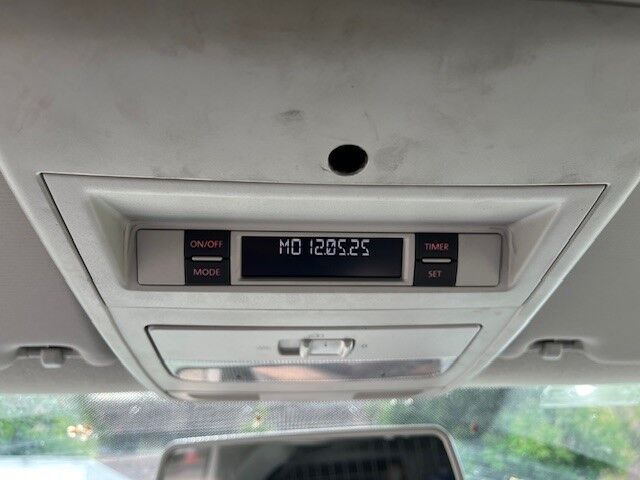 ON/OFF
MODE
MO 12.05.25
TIMER
SET